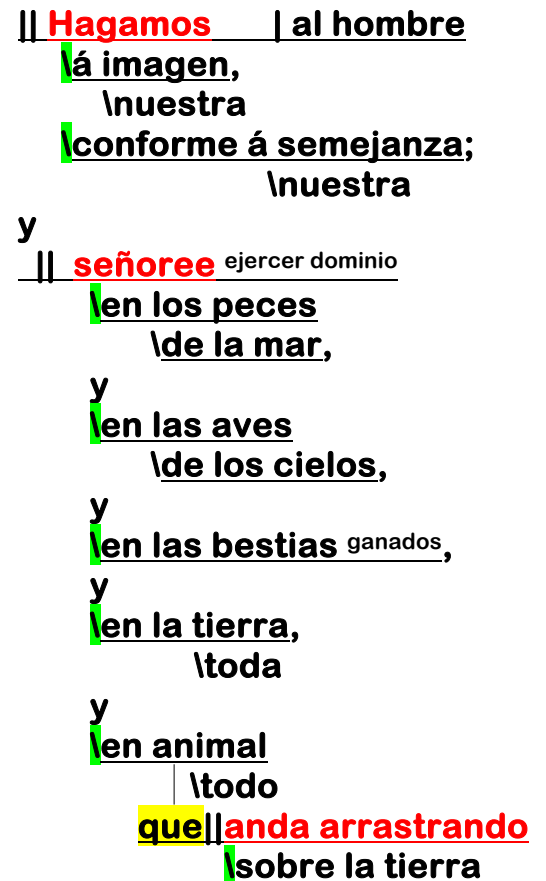 || Hagamos | al hombre
\á imagen,
\nuestra
\conforme á semejanza;
\nuestra
y
|| señoree ejercer dominio
\en los peces
\de la mar,
y
\en las aves
\de los cielos,
y
\en las bestias ganados,
y
\en la tierra,
\toda
y
\en animal
\todo
que||anda arrastrando
\sobre la tierra